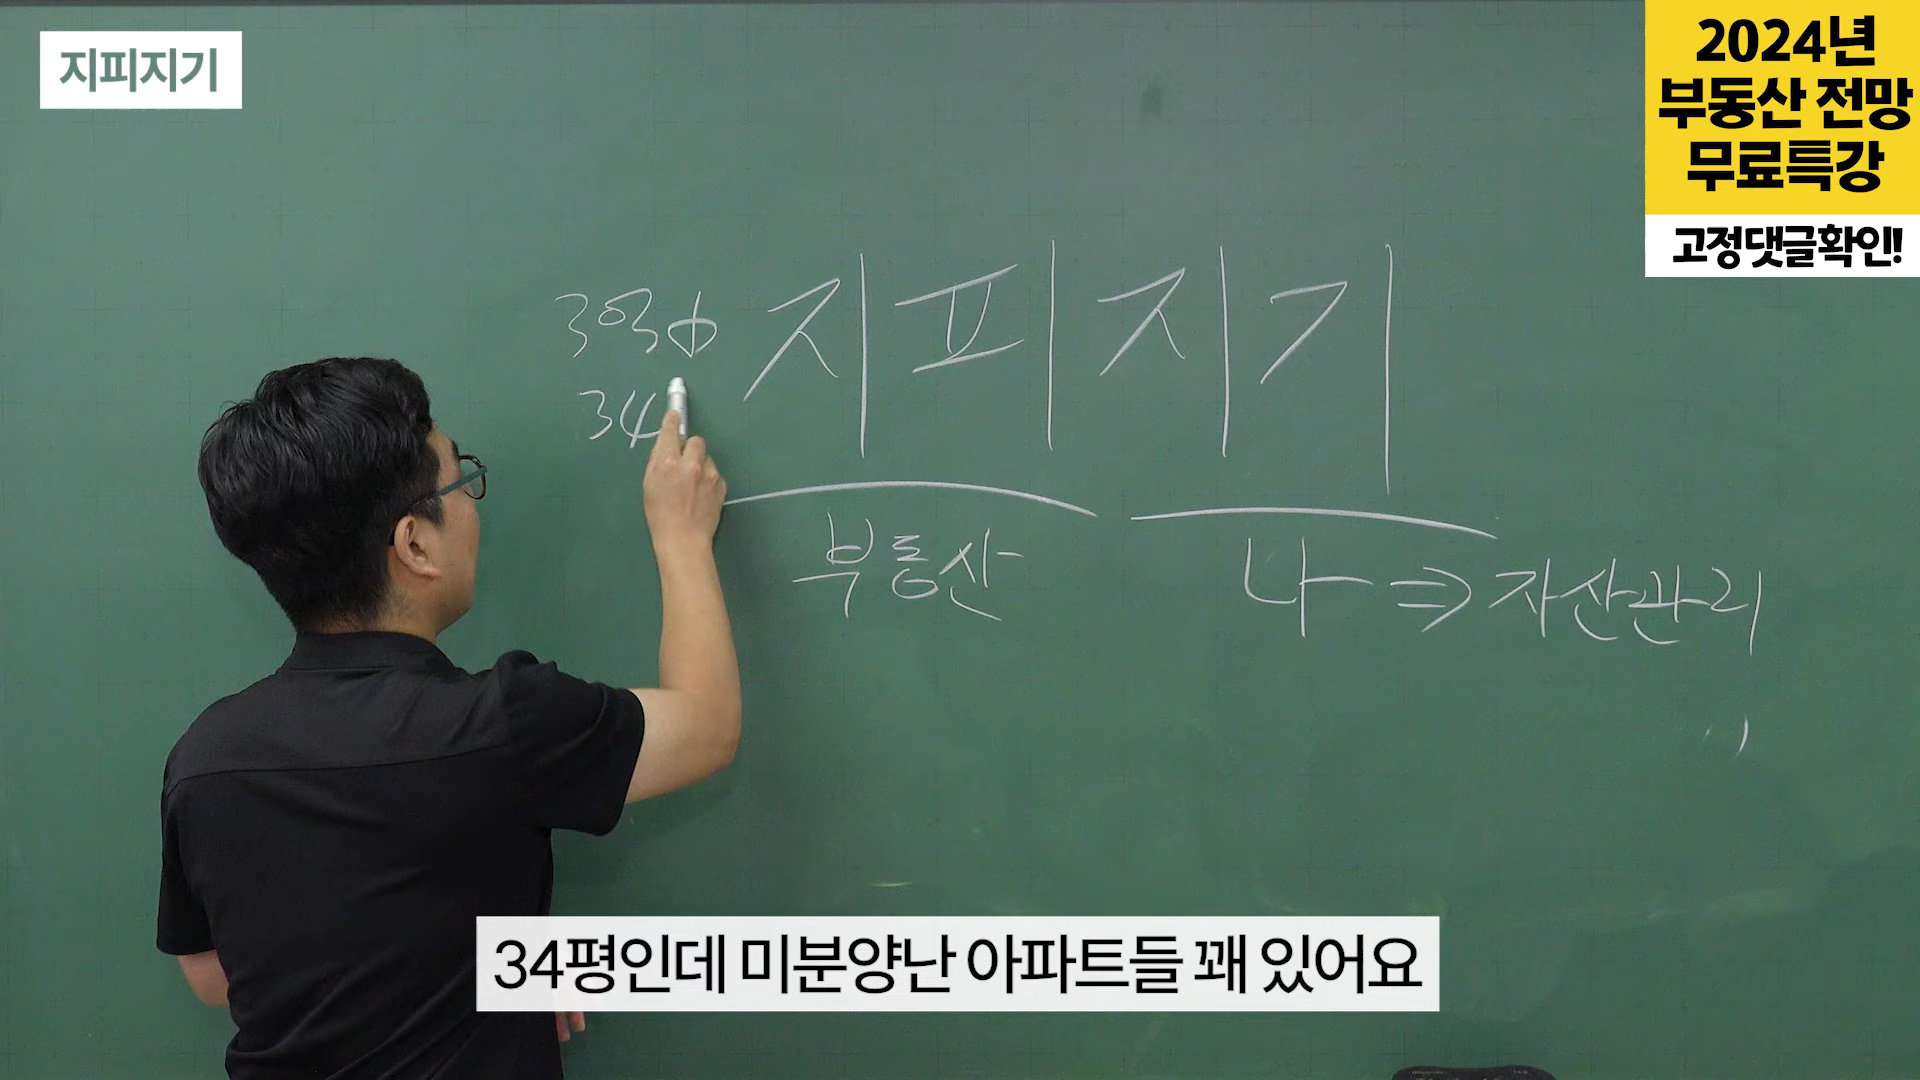 지피지기
2024년
부동산 전망
무료특강
고정댓글확인!
지피지기
34
부동산
나 ⇒ 자산관리
34평인데 미분양난 아파트들 꽤 있어요